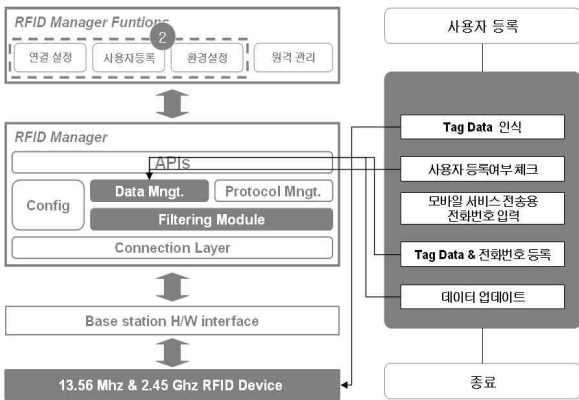 RFID Manager Funtions
2
연결 설정
사용자등록
환경설정
원격 관리
RFID Manager
APIs
Config
Data Mngt.
Protocol Mngt.
Filtering Module
Connection Layer
Base station H/W interface
13.56 Mhz & 2.45 Ghz RFID Device
사용자 등록
Tag Data 인식
사용자 등록여부 체크
모바일 서비스 전송용
전화번호 입력
Tag Data & 전화번호 등록
데이터 업데이트
종료